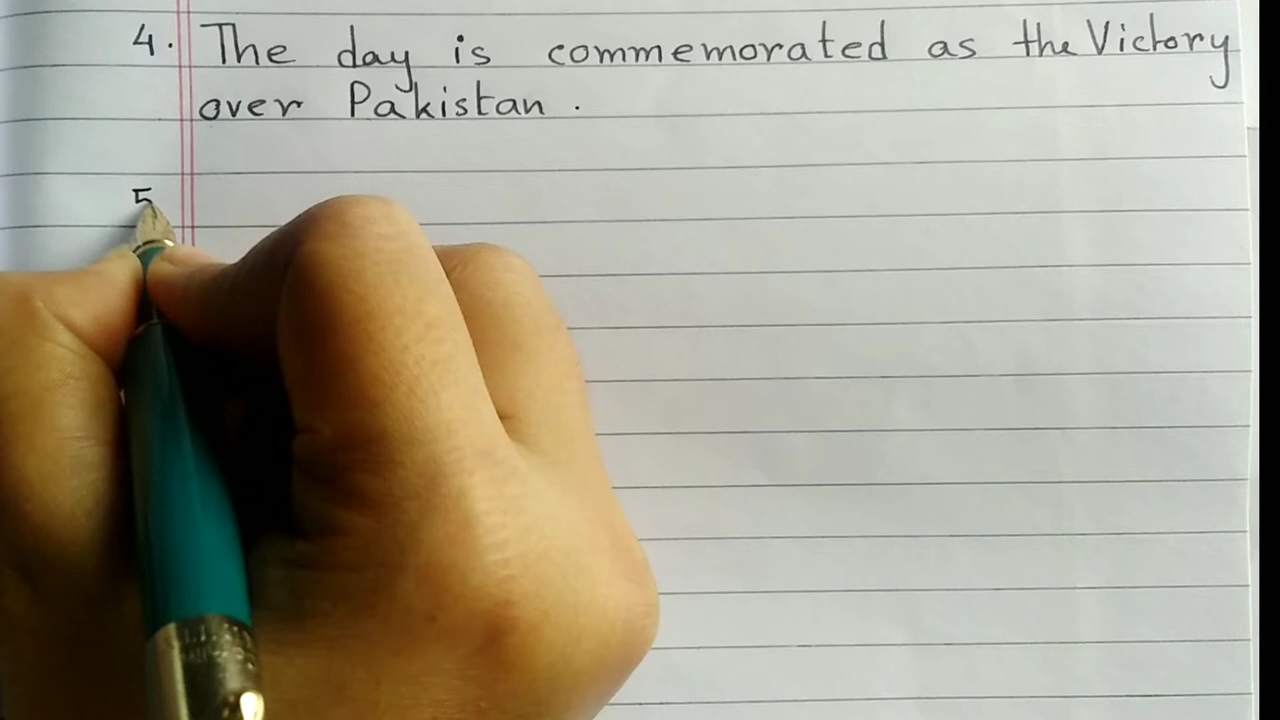 4. The day is commemorated as the Victory
over Pakistan.
5